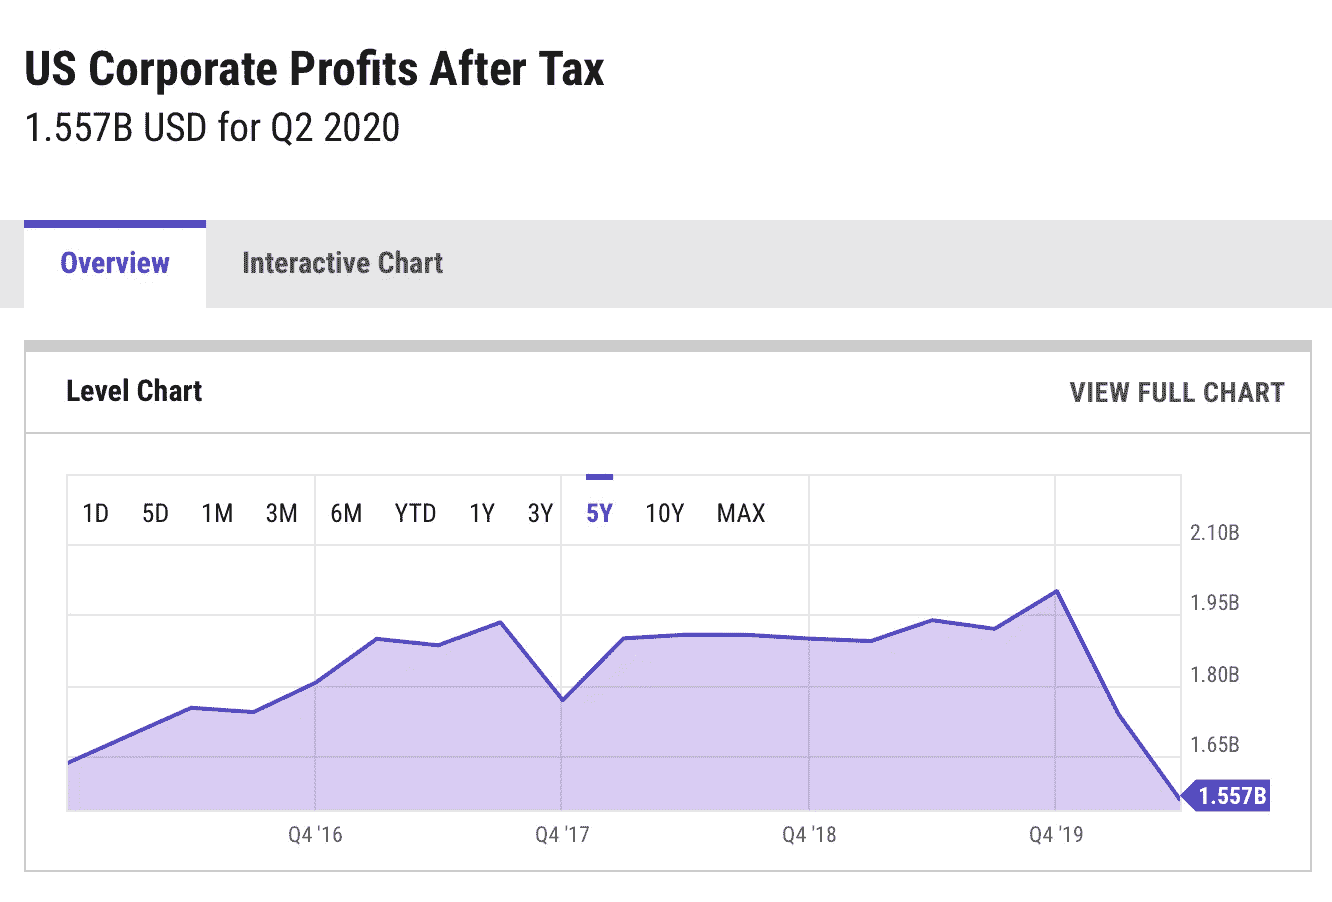 US Corporate Profits After Tax
1.557B USD for Q2 2020
Overview Interactive Chart
Level Chart VIEW FULL CHART
1D 5D 1M 3M 6M YTD 1Y 3Y 5Y 10Y MAX
2.10B
1.95B
1.80B
1.65B
1.557B
Q4 '16 Q4 '17 Q4 '18 Q4 '19